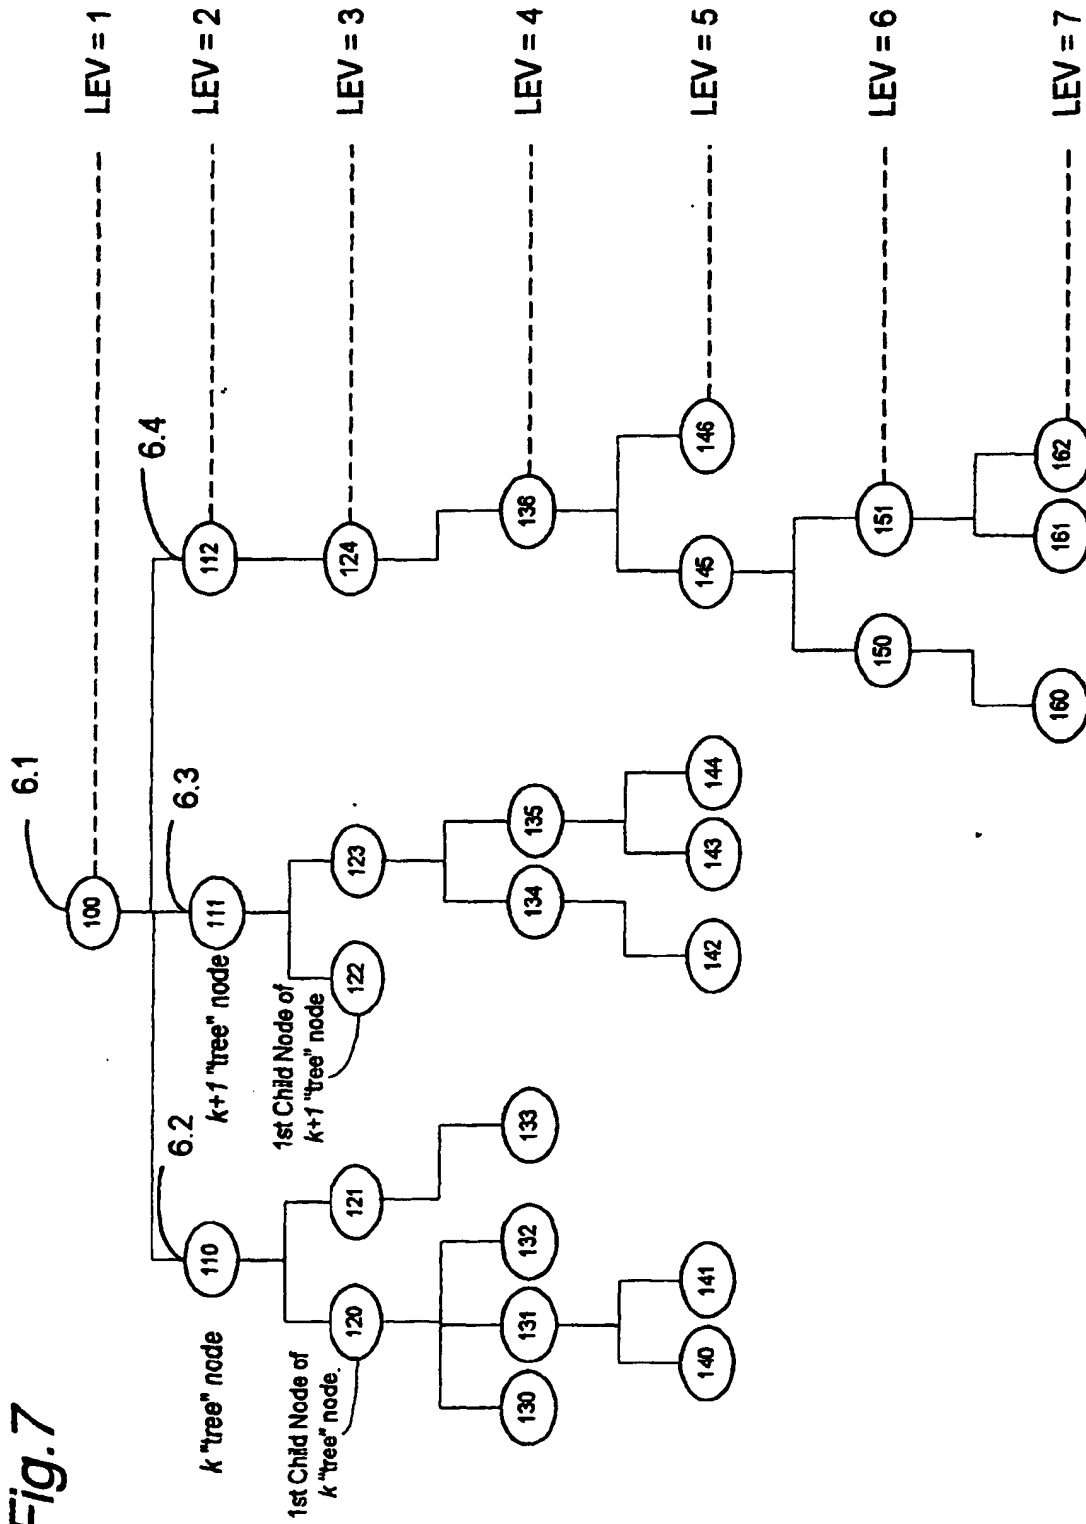 Fig.7
6.1
100
LEV = 1
6.2
6.3
6.4
k "tree" node
110
k+1 "tree" node
111
112
LEV = 2
1st Child Node of
k "tree" node.
120
121
1st Child Node of
k+1 "tree" node
122
123
124
LEV = 3
130
131
132
133
134
135
136
LEV = 4
140
141
142
143
144
145
146
LEV = 5
150
151
LEV = 6
160
161
162
LEV = 7